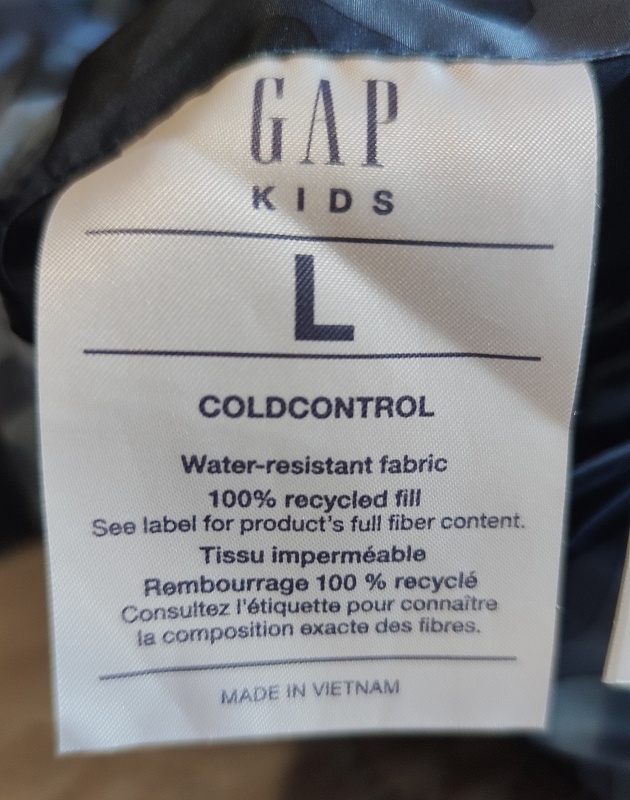 GAP
KIDS
L
COLDCONTROL
Water-resistant fabric
100% recycled fill
See label for product's full fiber content.
Tissu imperméable
Rembourrage 100 % recyclé
Consultez l'étiquette pour connaître
la composition exacte des fibres.
MADE IN VIETNAM